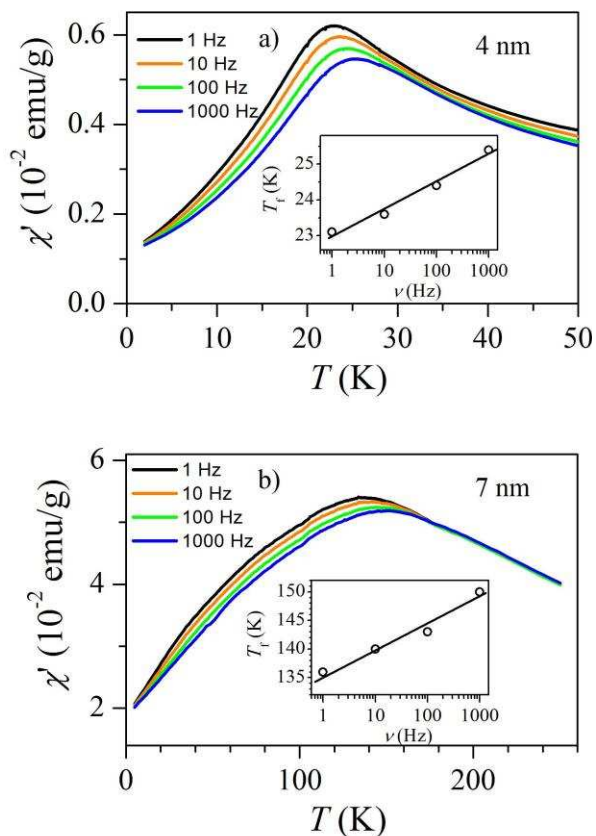 0.6
0.4
0.2
0.0
χ' (10⁻² emu/g)
1 Hz
10 Hz
100 Hz
1000 Hz
a)
4 nm
25
24
23
T_f (K)
1 10 100 1000
ν (Hz)
0 10 20 30 40 50
T (K)
6
4
2
χ' (10⁻² emu/g)
1 Hz
10 Hz
100 Hz
1000 Hz
b)
7 nm
150
145
140
135
T_f (K)
1 10 100 1000
ν (Hz)
0 100 200
T (K)